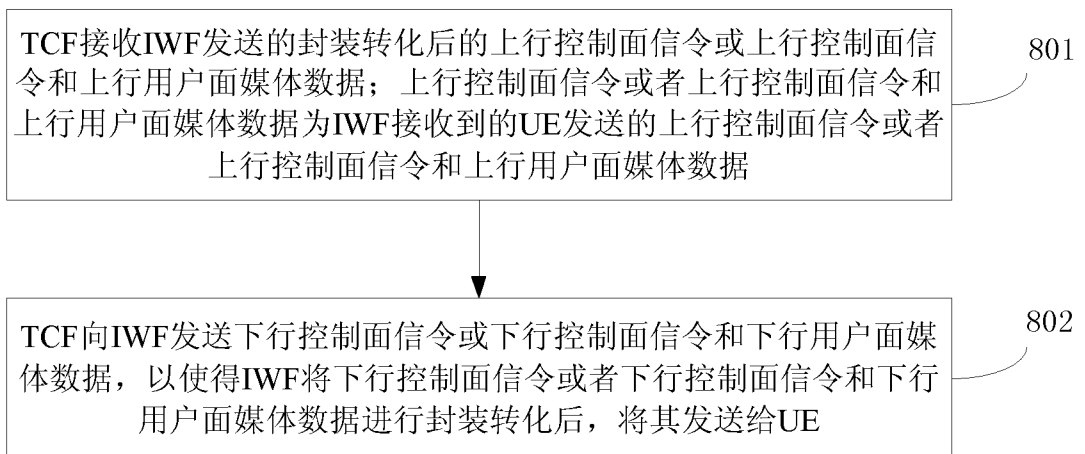 TCF接收IWF发送的封装转化后的上行控制面信令或上行控制面信
令和上行用户面媒体数据；上行控制面信令或者上行控制面信令和
上行用户面媒体数据为IWF接收到的UE发送的上行控制面信令或者
上行控制面信令和上行用户面媒体数据
801
TCF向IWF发送下行控制面信令或下行控制面信令和下行用户面媒
体数据，以使得IWF将下行控制面信令或者下行控制面信令和下行
用户面媒体数据进行封装转化后，将其发送给UE
802